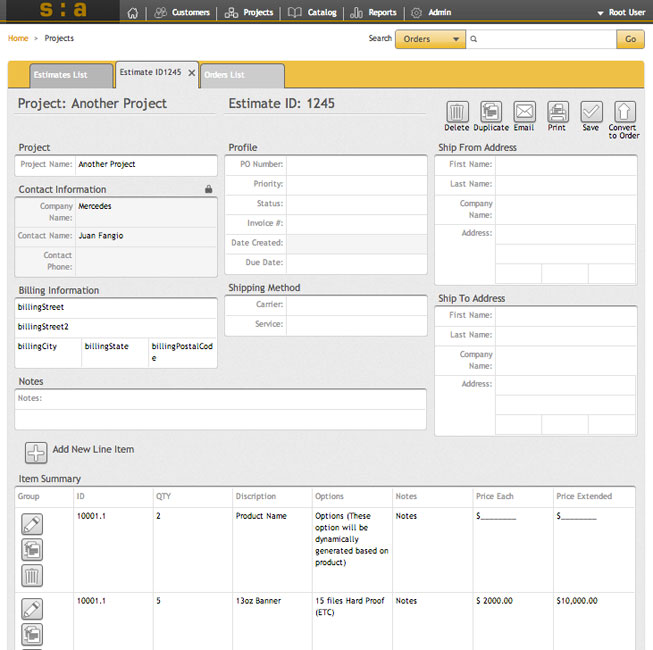 s:a
Customers Projects Catalog Reports Admin Root User
Home > Projects
Search Orders Go
Estimates List Estimate ID1245 Orders List
Project: Another Project Estimate ID: 1245
Delete Duplicate Email Print Save Convert to Order
Project
Project Name: Another Project
Contact Information
Company Name: Mercedes
Contact Name: Juan Fangio
Contact Phone:
Billing Information
billingStreet
billingStreet2
billingCity billingState billingPostalCode
Profile
PO Number:
Priority:
Status:
Invoice #:
Date Created:
Due Date:
Shipping Method
Carrier:
Service:
Ship From Address
First Name:
Last Name:
Company Name:
Address:
Ship To Address
First Name:
Last Name:
Company Name:
Address:
Notes
Notes:
Add New Line Item
Item Summary
Group ID QTY Discription Options Notes Price Each Price Extended
10001.1 2 Product Name Options (These option will be dynamically generated based on product) Notes $________ $________
10001.1 5 13oz Banner 15 files Hard Proof (ETC) Notes $ 2000.00 $10,000.00